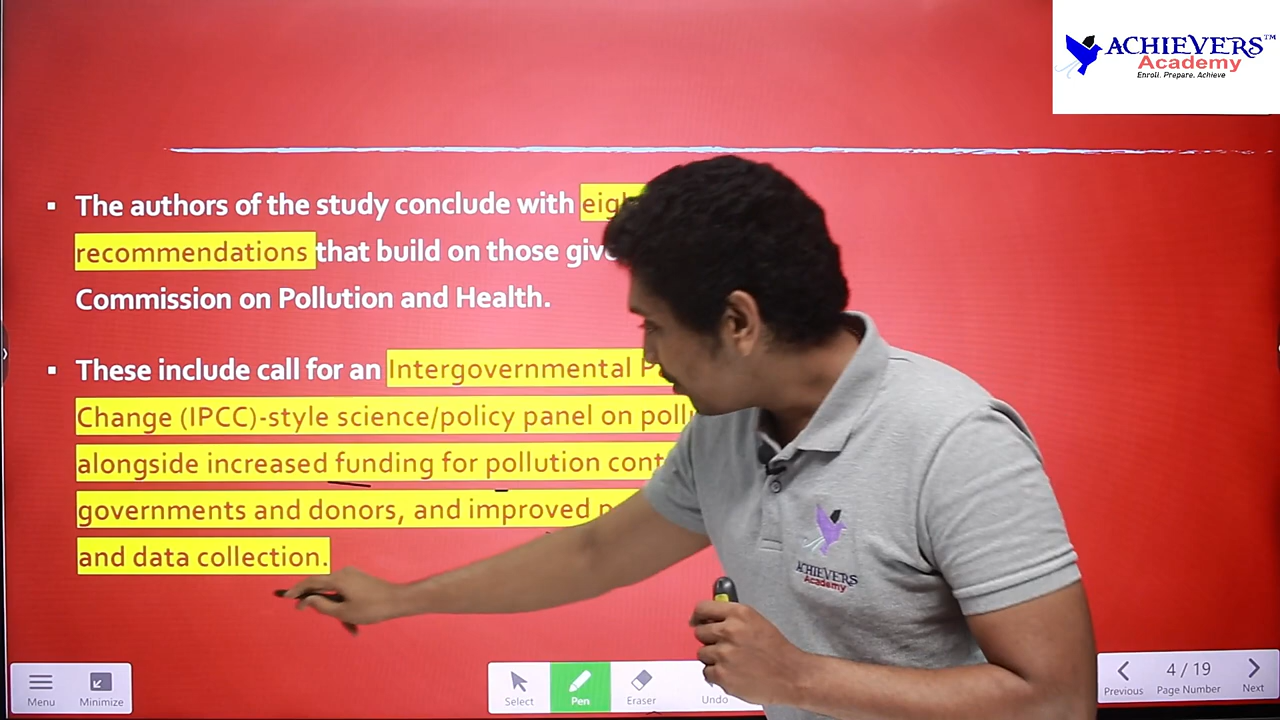 ACHIEVERS™
Academy
Enroll. Prepare. Achieve
The authors of the study conclude with
recommendations that build on those
Commission on Pollution and Health.
These include call for an Intergovernmental
Change (IPCC)-style science/policy panel on
alongside increased funding for pollution
governments and donors, and improved
and data collection.
ACHIEVERS
Academy
Menu
Minimize
Select
Pen
Eraser
Undo
Previous
4 / 19
Page Number
Next